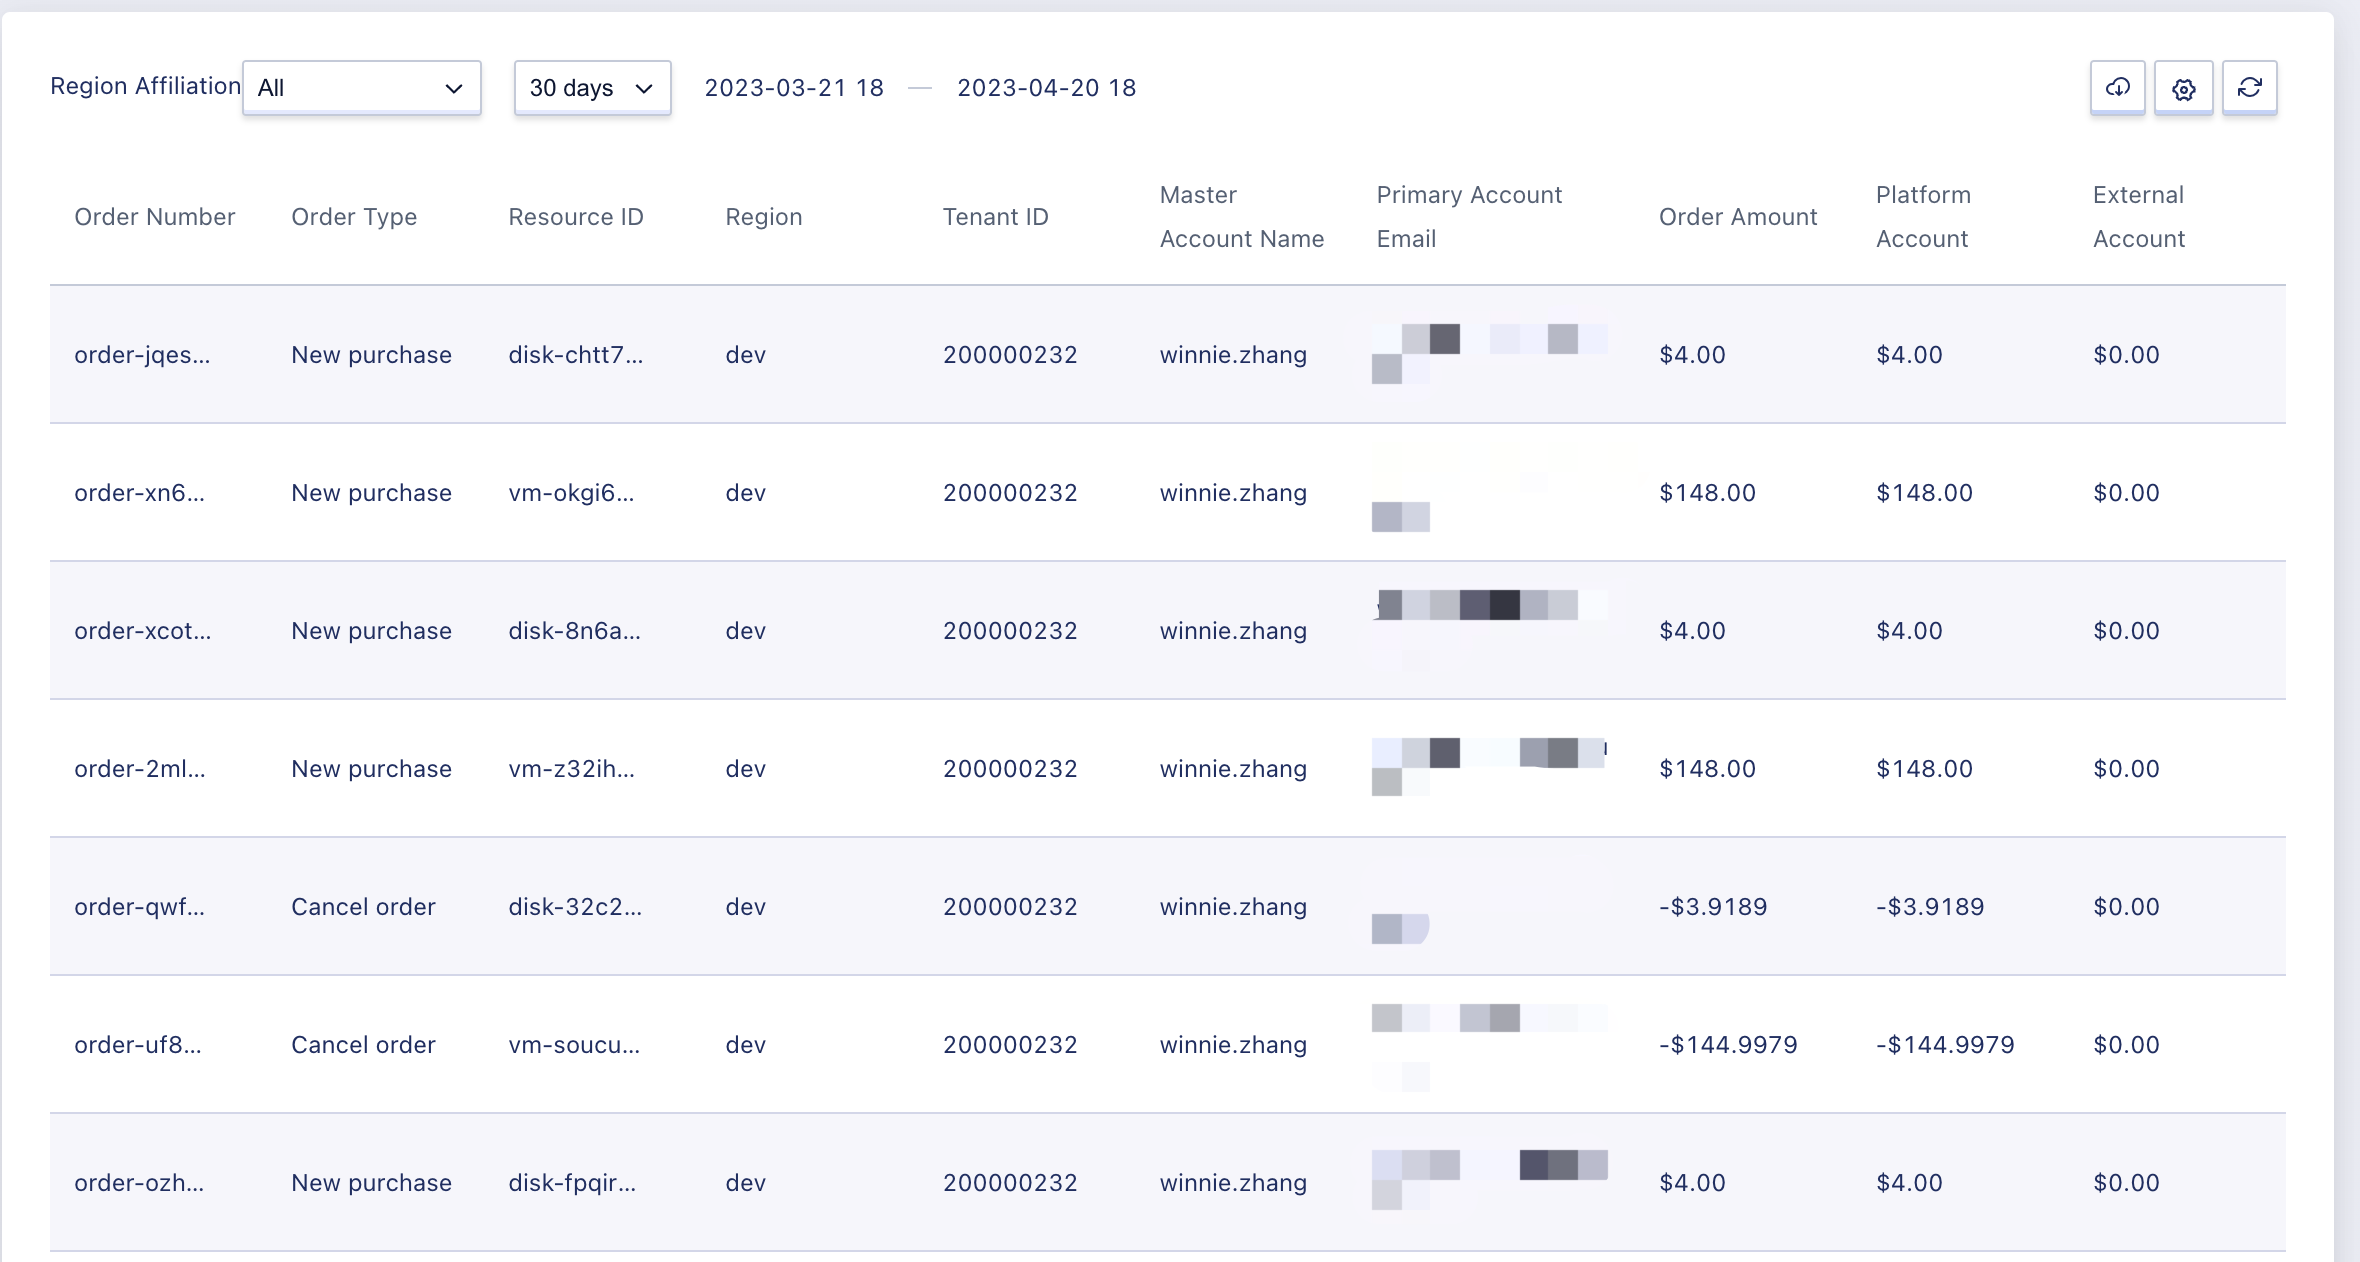 Region Affiliation All 30 days 2023-03-21 18 — 2023-04-20 18
Order Number Order Type Resource ID Region Tenant ID Master Account Name Primary Account Email Order Amount Platform Account External Account
order-jqes... New purchase disk-chtt7... dev 200000232 winnie.zhang $4.00 $4.00 $0.00
order-xn6... New purchase vm-okgi6... dev 200000232 winnie.zhang $148.00 $148.00 $0.00
order-xcot... New purchase disk-8n6a... dev 200000232 winnie.zhang $4.00 $4.00 $0.00
order-2ml... New purchase vm-z32ih... dev 200000232 winnie.zhang $148.00 $148.00 $0.00
order-qwf... Cancel order disk-32c2... dev 200000232 winnie.zhang -$3.9189 -$3.9189 $0.00
order-uf8... Cancel order vm-soucu... dev 200000232 winnie.zhang -$144.9979 -$144.9979 $0.00
order-ozh... New purchase disk-fpqir... dev 200000232 winnie.zhang $4.00 $4.00 $0.00